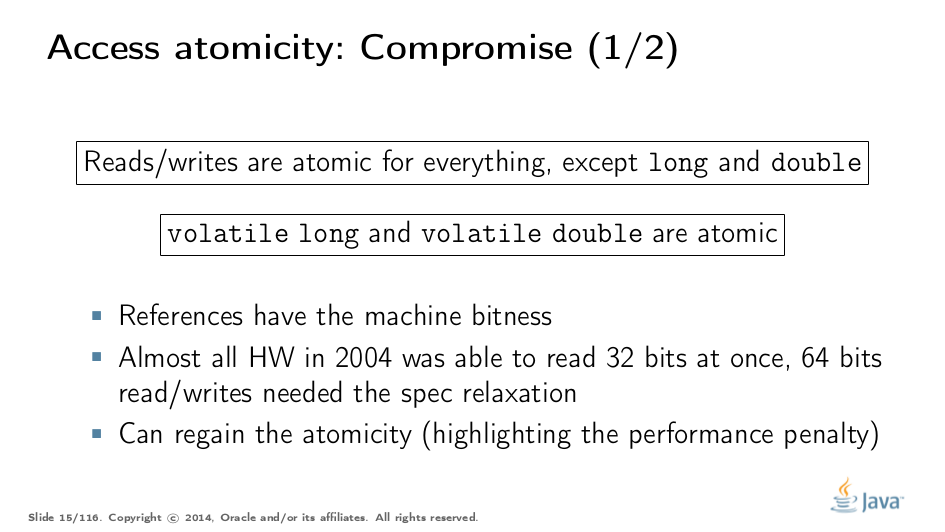 Access atomicity: Compromise (1/2)
Reads/writes are atomic for everything, except long and double
volatile long and volatile double are atomic
■ References have the machine bitness
■ Almost all HW in 2004 was able to read 32 bits at once, 64 bits
read/writes needed the spec relaxation
■ Can regain the atomicity (highlighting the performance penalty)
Java™
Slide 15/116. Copyright © 2014, Oracle and/or its affiliates. All rights reserved.